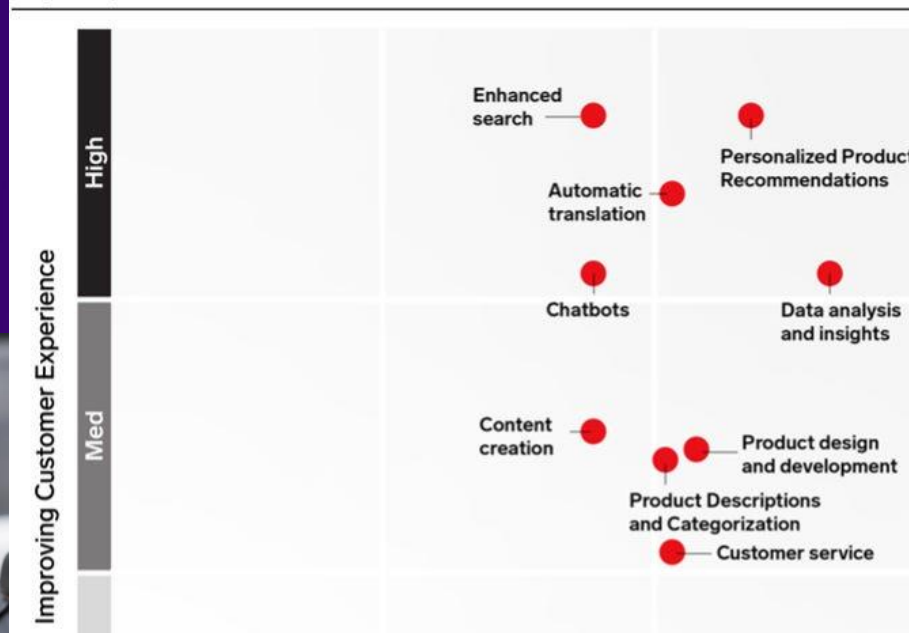 High
Med
Improving Customer Experience
Enhanced
search
Personalized Product
Recommendations
Automatic
translation
Chatbots
Data analysis
and insights
Content
creation
Product design
and development
Product Descriptions
and Categorization
Customer service